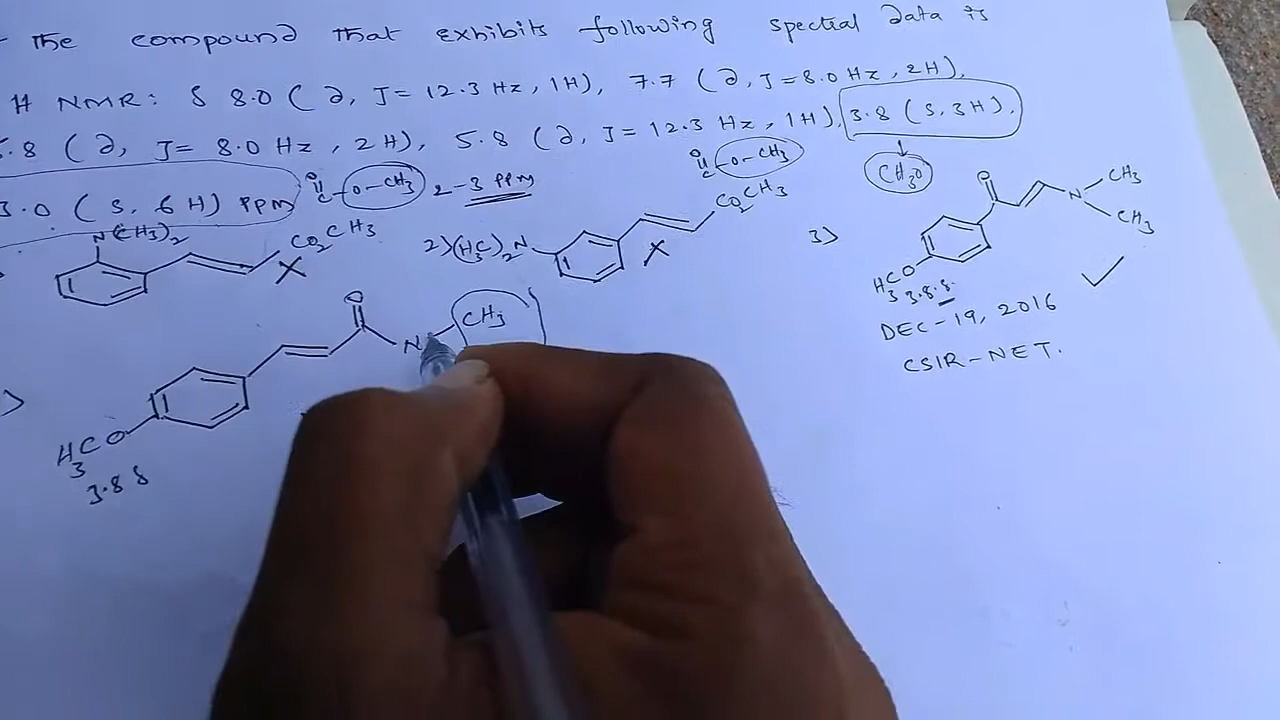 the compound that exhibits following spectral data is
H NMR: δ 8.0 (d, J= 12.3 Hz, 1H), 7.7 (d, J=8.0 Hz, 2H),
.8 (d, J= 8.0 Hz, 2H), 5.8 (d, J= 12.3 Hz, 1H), 3.8 (S, 3H).
3.0 (S, 6H) PPM
O
C-O-CH3
2-3 PPM
O
C-O-CH3
CH3O
N(CH3)2
CO2CH3
X
2) (H3C)2N
CO2CH3
X
3)
O
N
CH3
CH3
H3CO
3.8 δ
DEC-19, 2016
CSIR-NET.
O
N
CH3
H3CO
3.8 δ